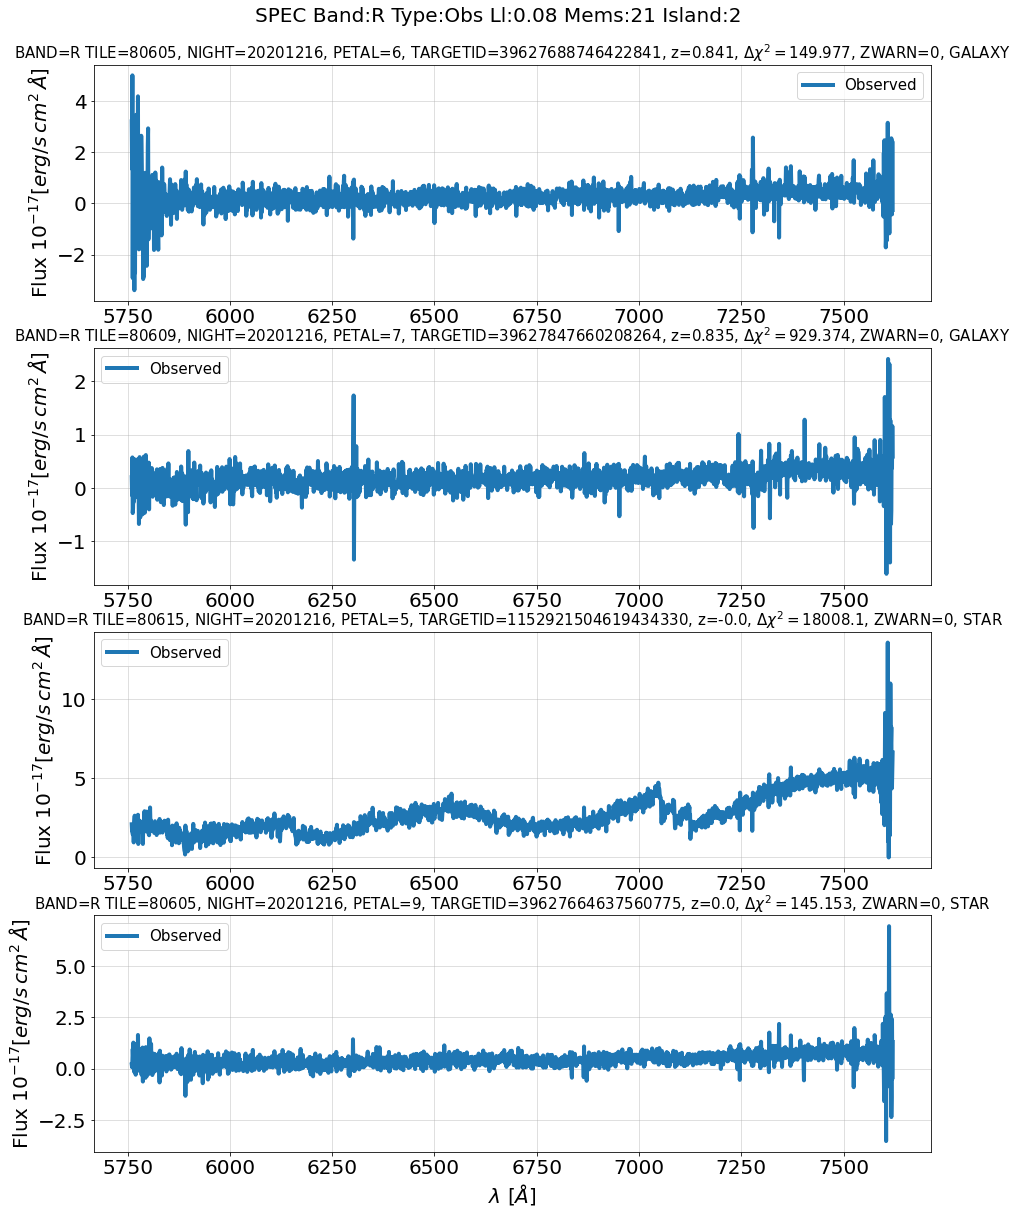 SPEC Band:R Type:Obs Ll:0.08 Mems:21 Island:2
BAND=R TILE=80605, NIGHT=20201216, PETAL=6, TARGETID=39627688746422841, z=0.841, Δχ² = 149.977, ZWARN=0, GALAXY
Flux 10⁻¹⁷[erg/s cm² Å]
4
2
0
−2
Observed
5750 6000 6250 6500 6750 7000 7250 7500
BAND=R TILE=80609, NIGHT=20201216, PETAL=7, TARGETID=39627847660208264, z=0.835, Δχ² = 929.374, ZWARN=0, GALAXY
Flux 10⁻¹⁷[erg/s cm² Å]
2
1
0
−1
Observed
5750 6000 6250 6500 6750 7000 7250 7500
BAND=R TILE=80615, NIGHT=20201216, PETAL=5, TARGETID=1152921504619434330, z=-0.0, Δχ² = 18008.1, ZWARN=0, STAR
Flux 10⁻¹⁷[erg/s cm² Å]
10
5
0
Observed
5750 6000 6250 6500 6750 7000 7250 7500
BAND=R TILE=80605, NIGHT=20201216, PETAL=9, TARGETID=39627664637560775, z=0.0, Δχ² = 145.153, ZWARN=0, STAR
Flux 10⁻¹⁷[erg/s cm² Å]
5.0
2.5
0.0
−2.5
Observed
5750 6000 6250 6500 6750 7000 7250 7500
λ [Å]